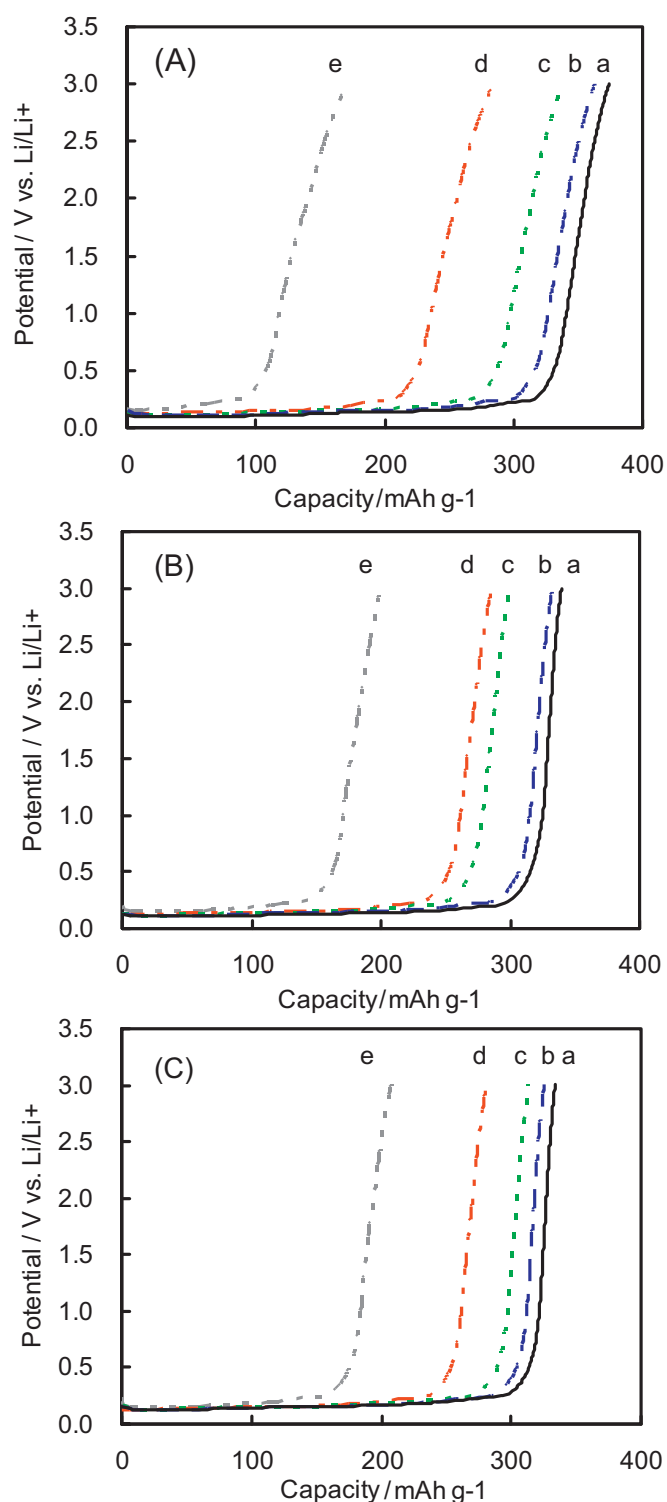 3.5
(A)
e
d
c
b
a
3.0
2.5
2.0
1.5
1.0
0.5
0.0
Potential / V vs. Li/Li+
0
100
200
300
400
Capacity/mAh g-1
3.5
(B)
e
d
c
b
a
3.0
2.5
2.0
1.5
1.0
0.5
0.0
Potential / V vs. Li/Li+
0
100
200
300
400
Capacity/mAh g-1
3.5
(C)
e
d
c
b
a
3.0
2.5
2.0
1.5
1.0
0.5
0.0
Potential / V vs. Li/Li+
0
100
200
300
400
Capacity/mAh g-1